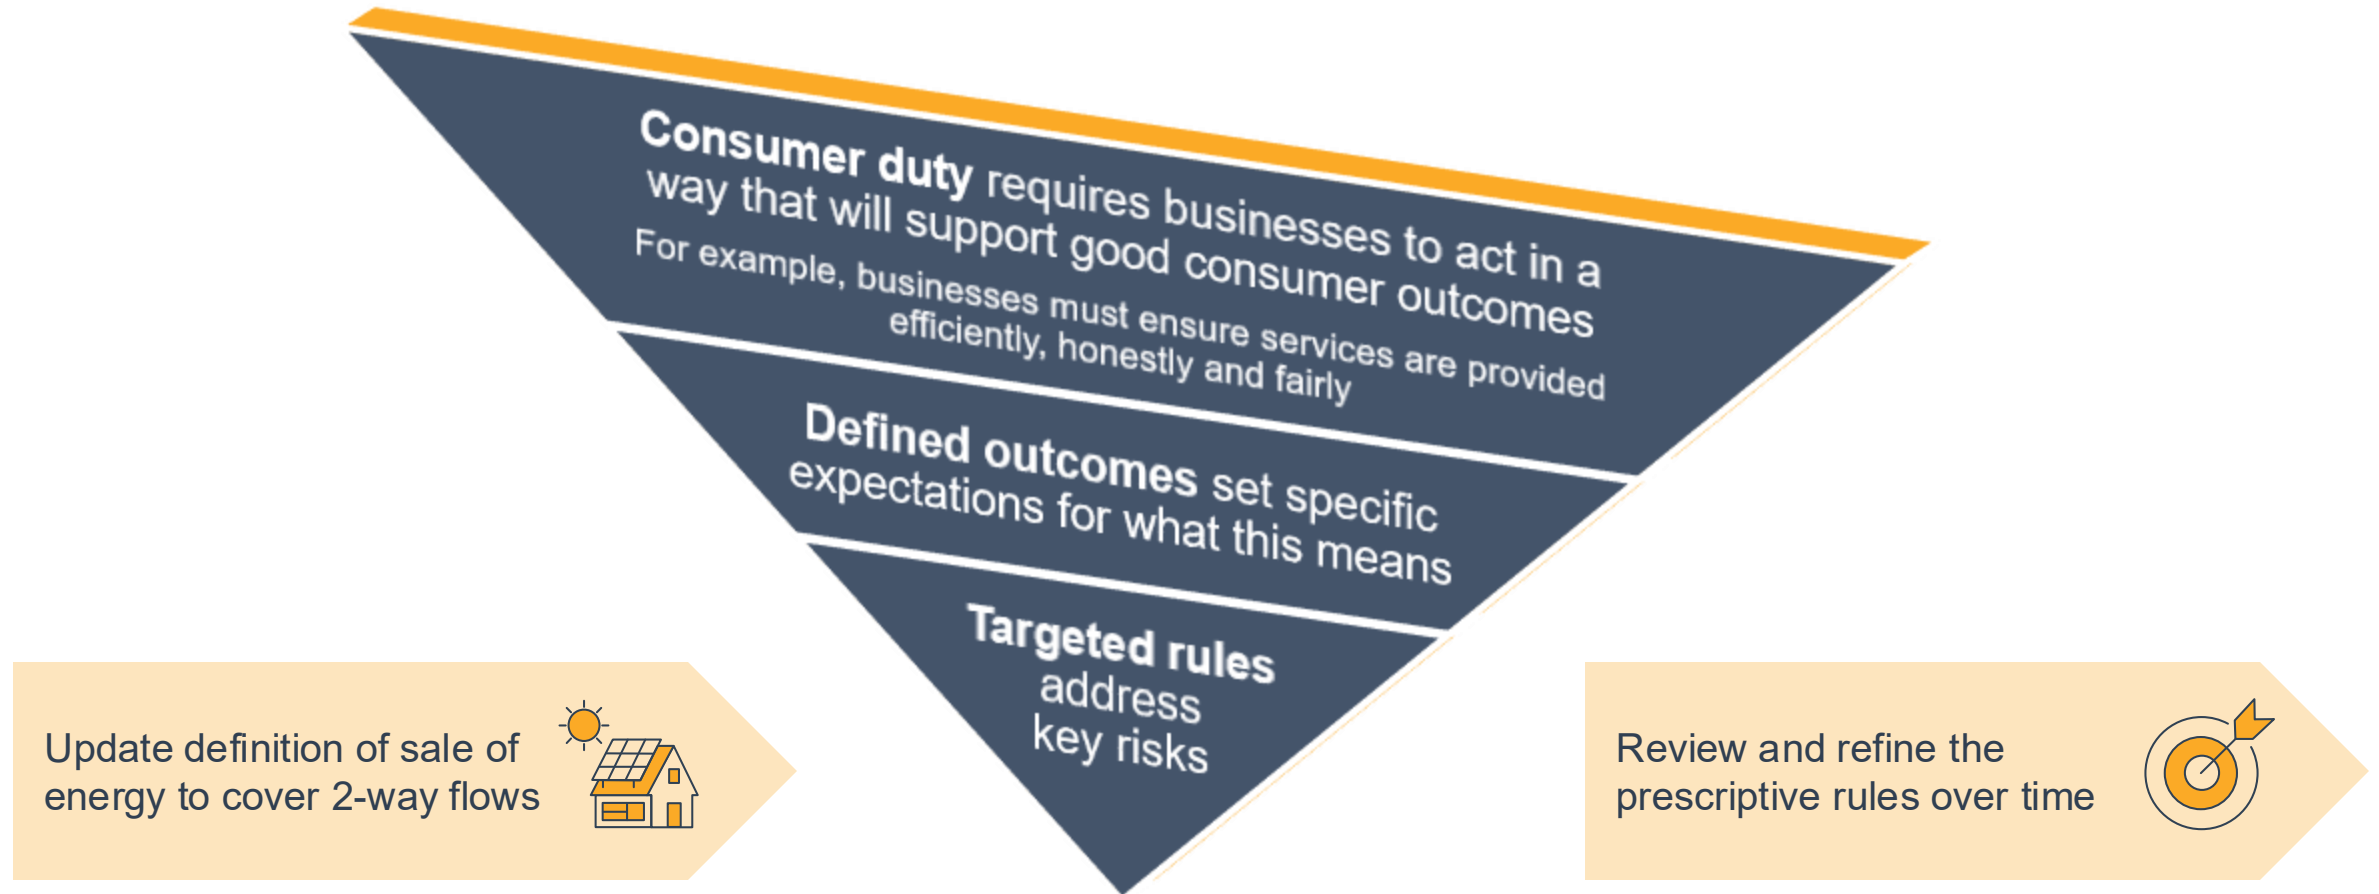 Consumer duty requires businesses to act in a
way that will support good consumer outcomes
For example, businesses must ensure services are provided
efficiently, honestly and fairly
Defined outcomes set specific
expectations for what this means
Targeted rules
address
key risks
Update definition of sale of
energy to cover 2-way flows
Review and refine the
prescriptive rules over time